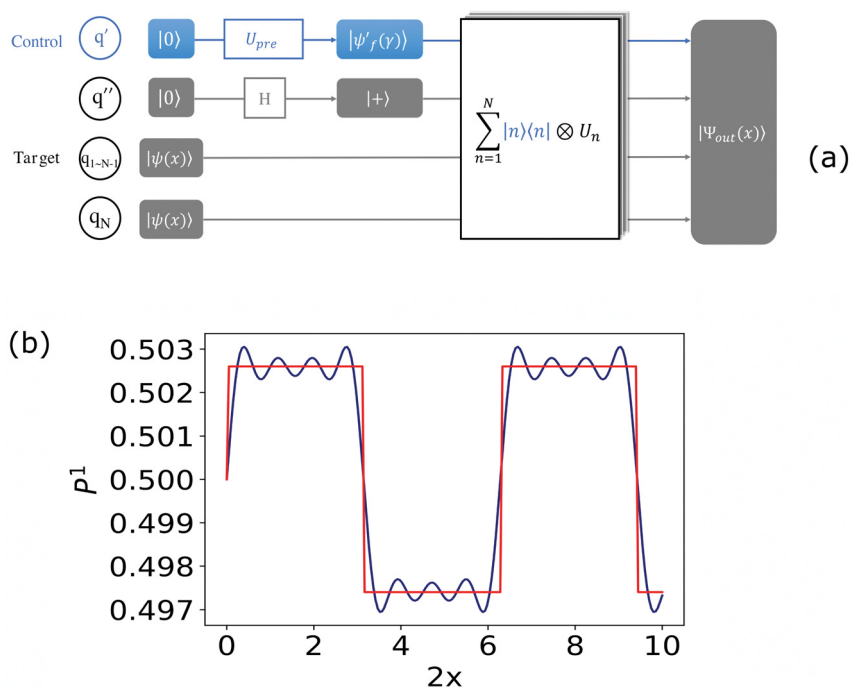 Control q' |0⟩ U_pre |ψ'_f(γ)⟩
q'' |0⟩ H |+⟩
N
∑ |n⟩⟨n| ⊗ U_n
n=1
|Ψ_out(x)⟩
(a)
Target q_1~N-1 |ψ(x)⟩
q_N |ψ(x)⟩
(b)
0.503
0.502
0.501
0.500
0.499
0.498
0.497
P^1
0 2 4 6 8 10
2x